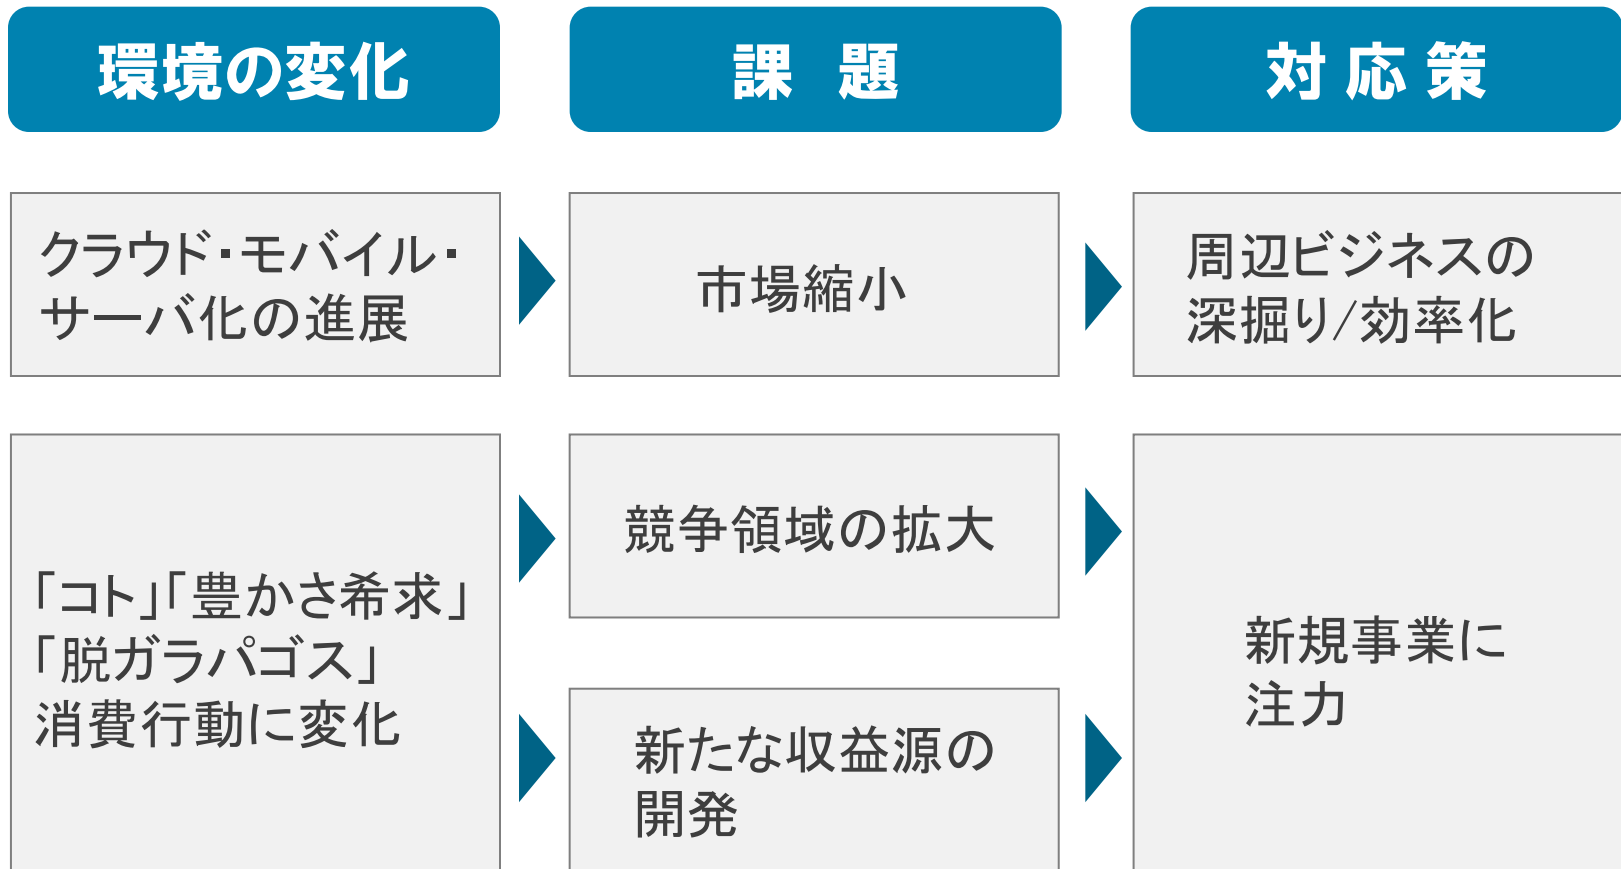 環境の変化
課 題
対 応 策
クラウド・モバイル・
サーバ化の進展
市場縮小
周辺ビジネスの
深掘り/効率化
「コト」「豊かさ希求」
「脱ガラパゴス」
消費行動に変化
競争領域の拡大
新たな収益源の
開発
新規事業に
注力